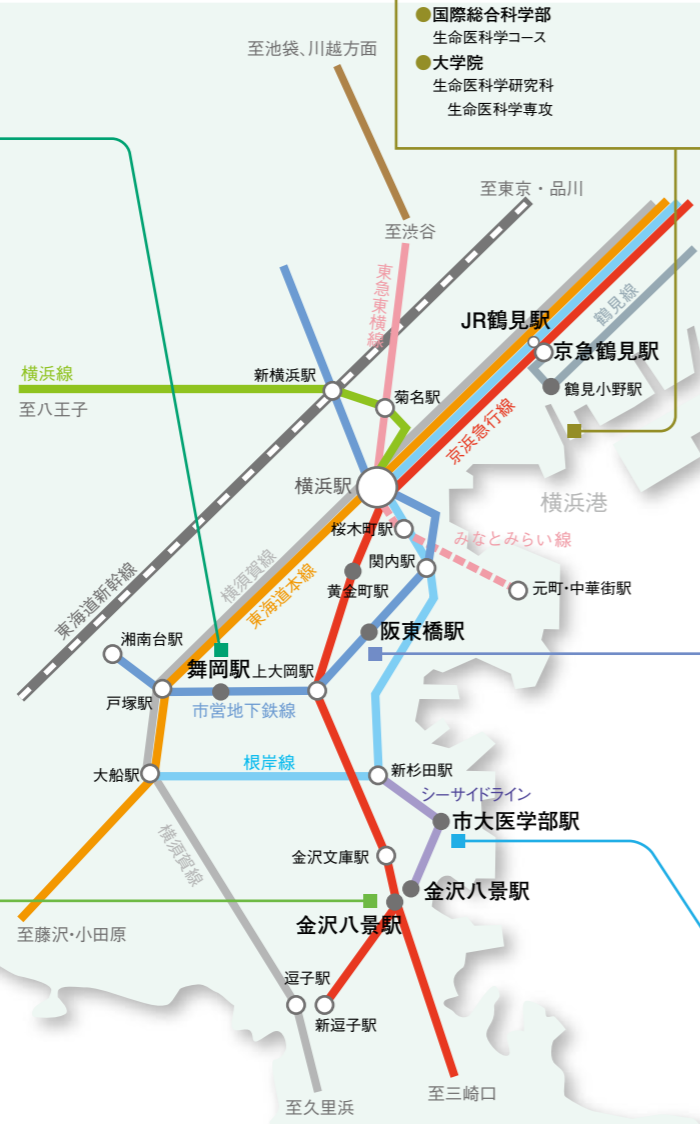 ●国際総合科学部
生命医科学コース
●大学院
生命医科学研究科
生命医科学専攻
至池袋、川越方面
至東京・品川
至渋谷
東急東横線
鶴見線
JR鶴見駅
京急鶴見駅
横浜線
新横浜駅
菊名駅
鶴見小野駅
至八王子
京浜急行線
横浜駅
横浜港
桜木町駅
みなとみらい線
関内駅
横須賀線
黄金町駅
元町・中華街駅
東海道新幹線
東海道本線
湘南台駅
阪東橋駅
舞岡駅
上大岡駅
戸塚駅
市営地下鉄線
根岸線
大船駅
新杉田駅
シーサイドライン
市大医学部駅
横須賀線
金沢文庫駅
金沢八景駅
金沢八景駅
至藤沢・小田原
逗子駅
新逗子駅
至三崎口
至久里浜